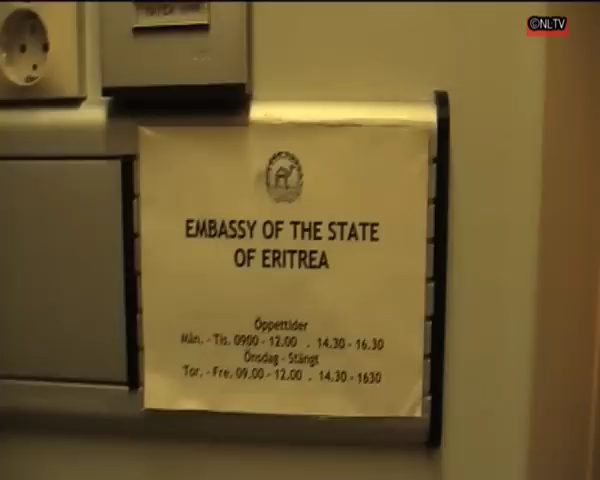 ©NLTV
EMBASSY OF THE STATE
OF ERITREA
Öppettider
Mån. - Tis. 0900 - 12.00 . 14.30 - 16.30
Onsdag - Stängt
Tor. - Fre. 09.00 - 12.00 . 14.30 - 1630